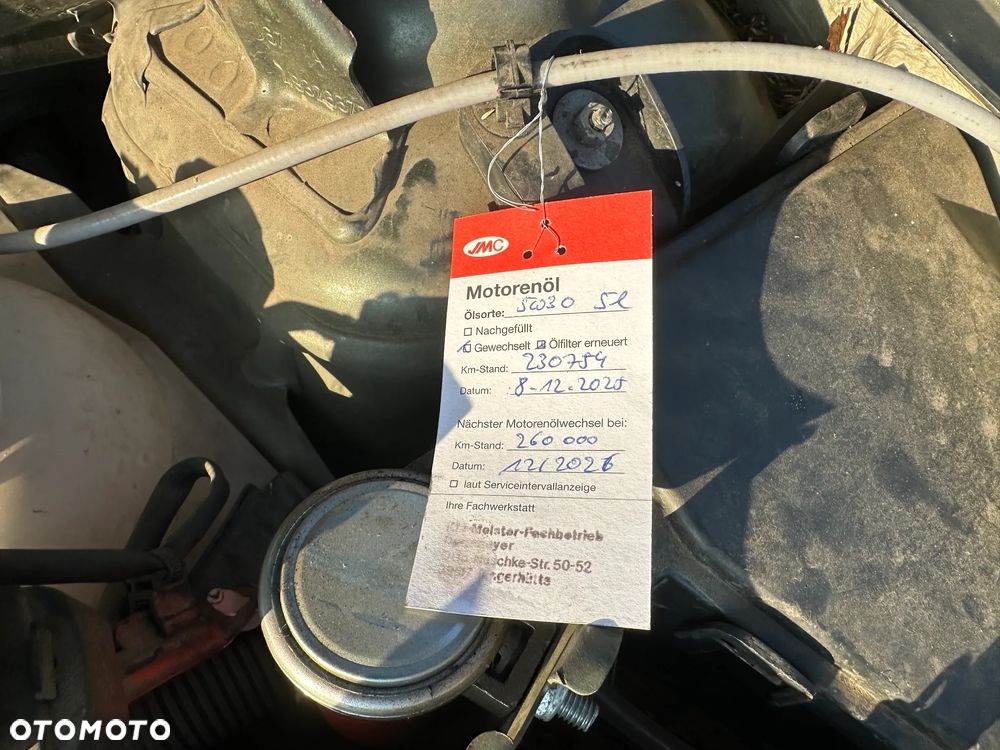 JMC
Motorenöl
Ölsorte: 5W30 5l
Nachgefüllt
Gewechselt Ölfilter erneuert
Km-Stand: 230754
Datum: 8-12.2025
Nächster Motorenölwechsel bei:
Km-Stand: 260 000
Datum: 12/2026
laut Serviceintervallanzeige
Ihre Fachwerkstatt
-Meister-Fachbetrieb
-Str. 50-52
OTOMOTO